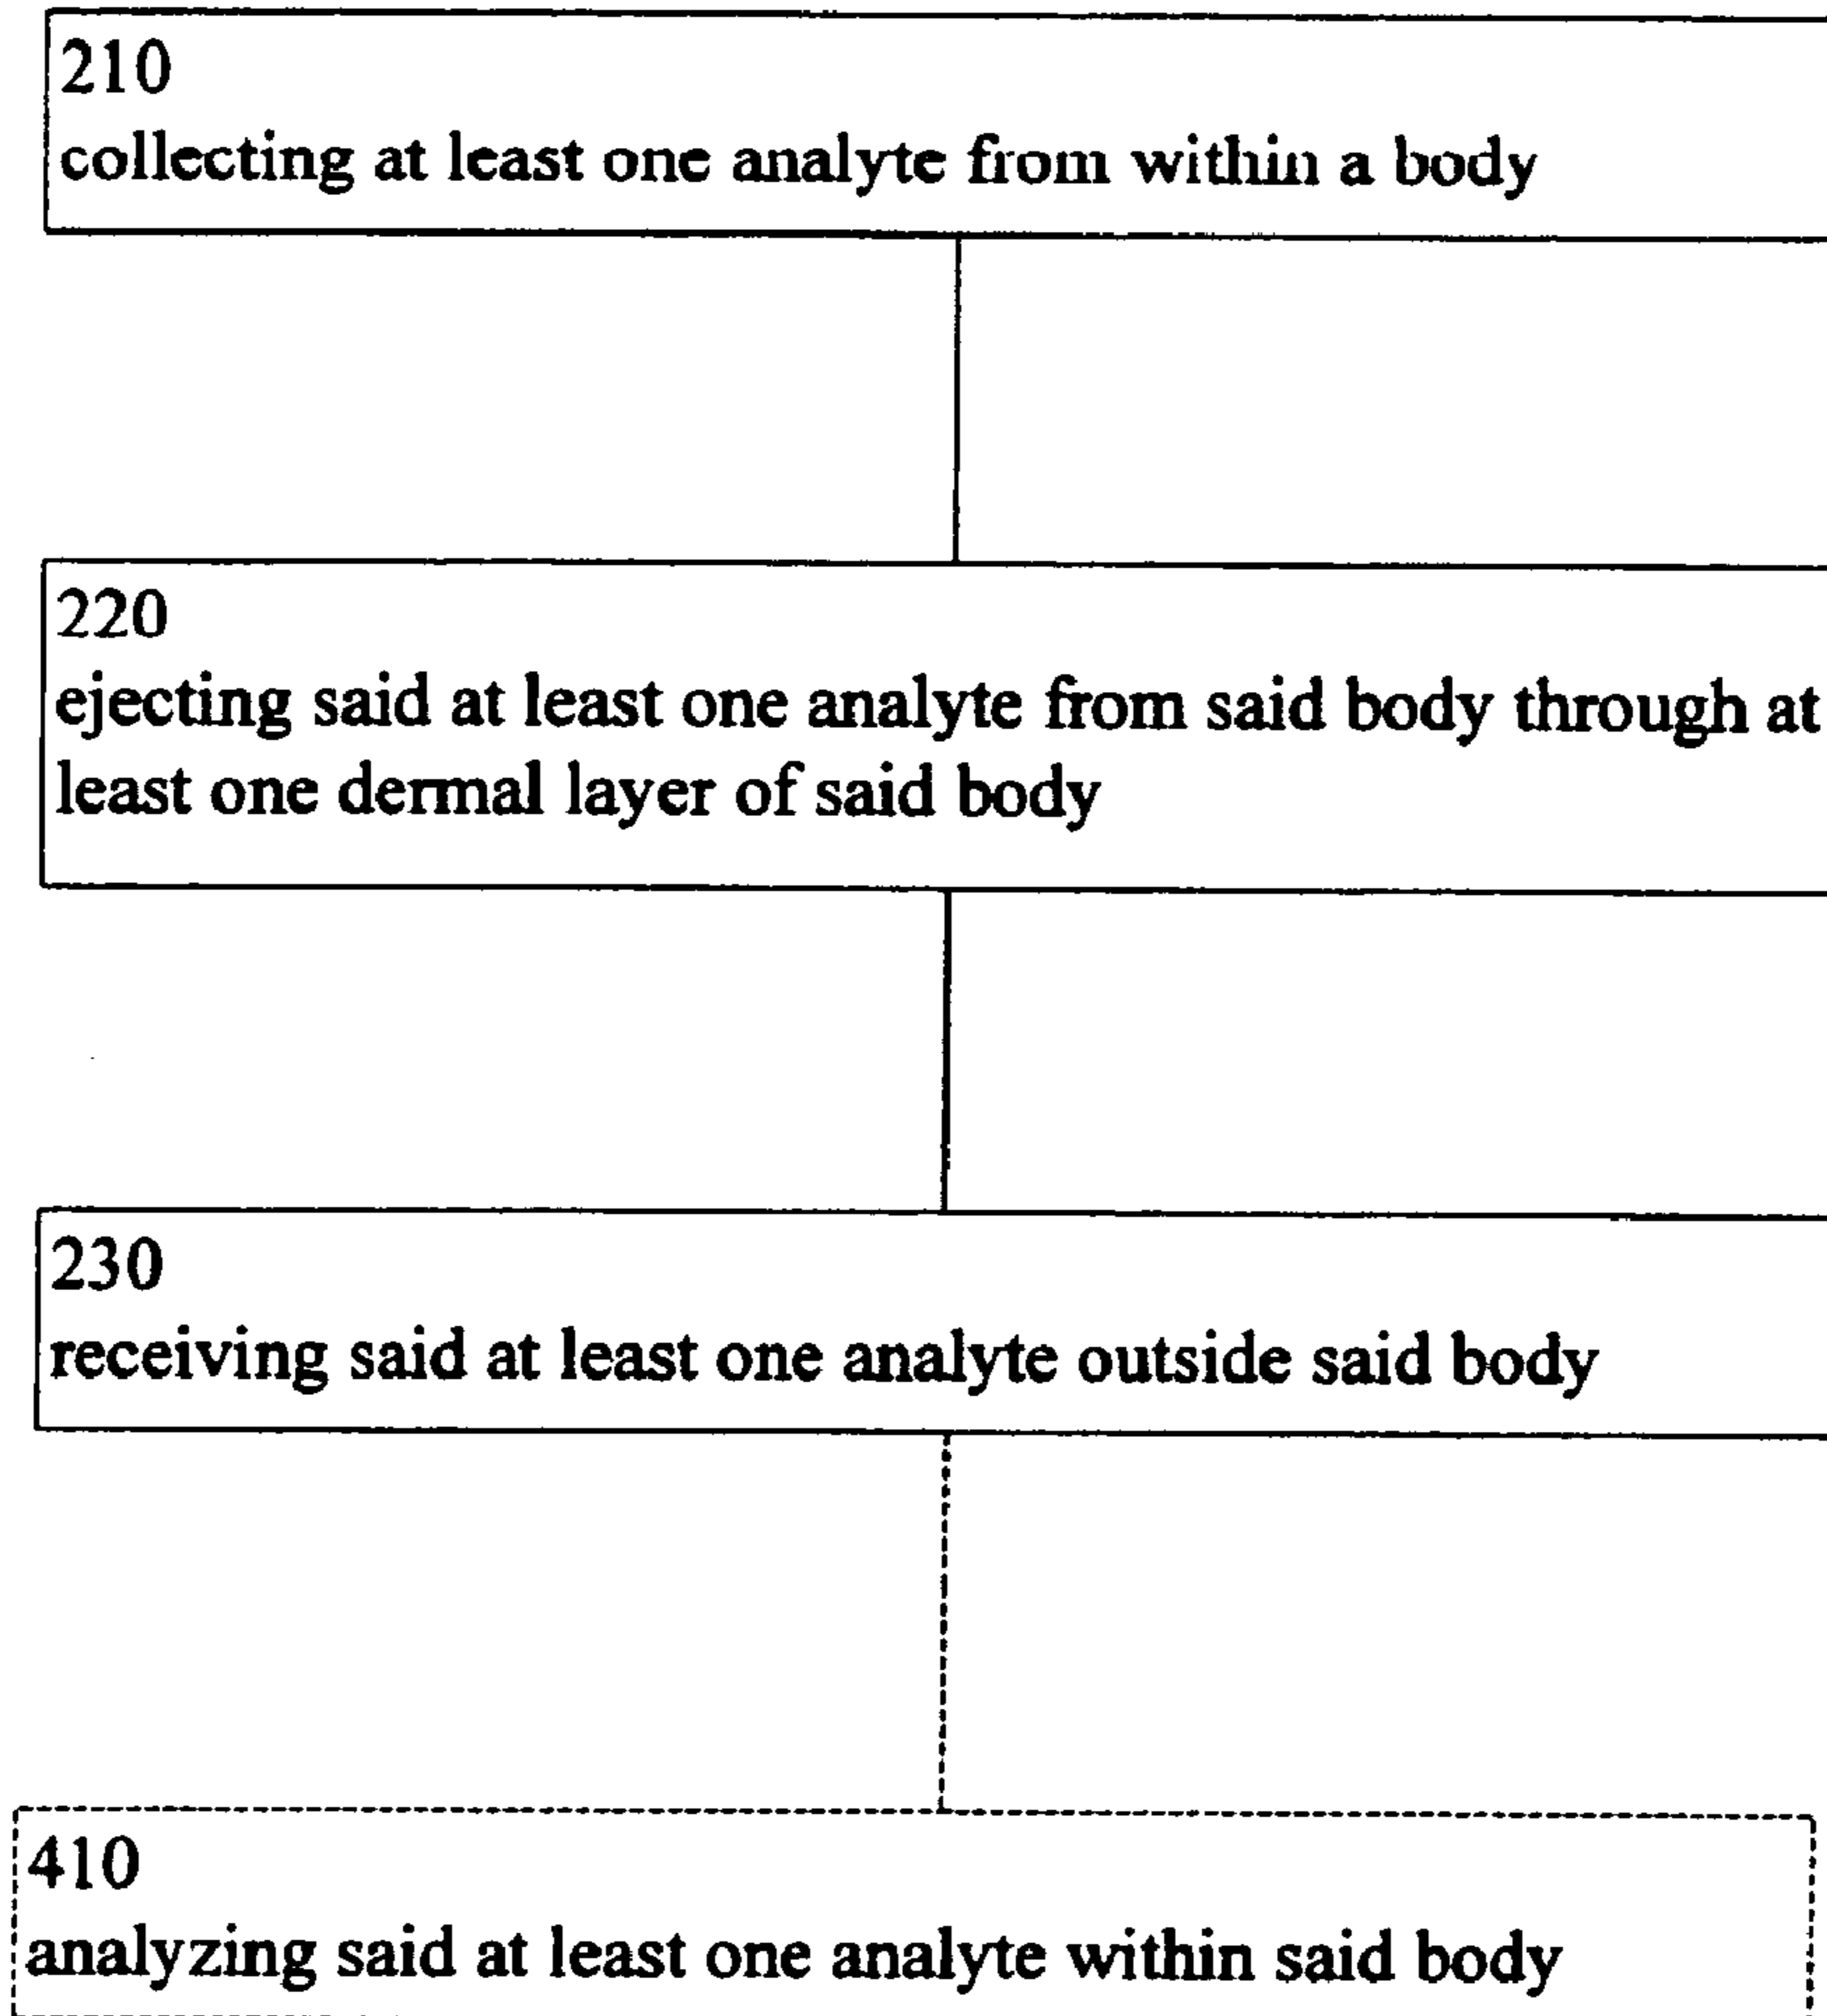 210
collecting at least one analyte from within a body
220
ejecting said at least one analyte from said body through at
least one dermal layer of said body
230
receiving said at least one analyte outside said body
410
analyzing said at least one analyte within said body